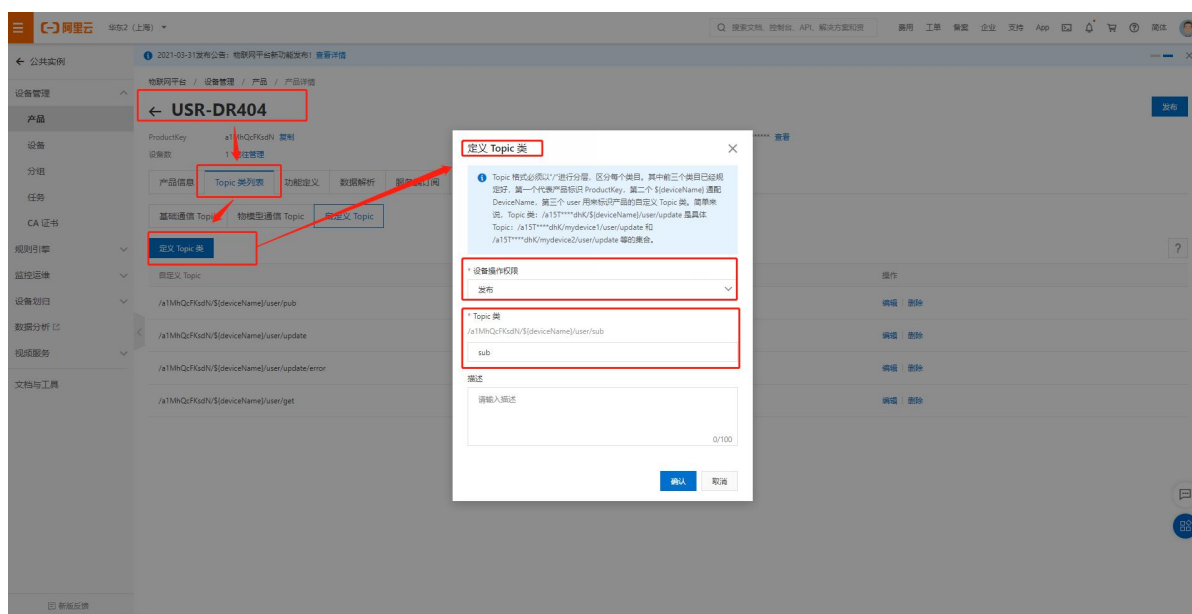 阿里云 华东2 (上海) 搜索文档、控制台、API、解决方案和资 费用 工单 备案 企业 支持 App 简体
公共实例
2021-03-31发布公告：物联网平台新功能发布！查看详情
物联网平台 / 设备管理 / 产品 / 产品详情
设备管理
产品
设备
分组
任务
CA 证书
规则引擎
监控运维
设备划归
数据分析
视频服务
文档与工具
新版反馈
← USR-DR404
发布
ProductKey a1MhQcFKsdN 复制
****** 查看
设备数 1 前往管理
产品信息 Topic 类列表 功能定义 数据解析 服务端订阅
基础通信 Topic 物模型通信 Topic 自定义 Topic
定义 Topic 类
自定义 Topic 操作
/a1MhQcFKsdN/${deviceName}/user/pub 编辑 删除
/a1MhQcFKsdN/${deviceName}/user/update 编辑 删除
/a1MhQcFKsdN/${deviceName}/user/update/error 编辑 删除
/a1MhQcFKsdN/${deviceName}/user/get 编辑 删除
定义 Topic 类
Topic 格式必须以"/"进行分层，区分每个类目。其中前三个类目已经规
定好，第一个代表产品标识 ProductKey，第二个 ${deviceName} 通配
DeviceName，第三个 user 用来标识产品的自定义 Topic 类。简单来
说，Topic 类：/a15T****dhK/${deviceName}/user/update 是具体
Topic：/a15T****dhK/mydevice1/user/update 和
/a15T****dhK/mydevice2/user/update 等的集合。
* 设备操作权限
发布
* Topic 类
/a1MhQcFKsdN/${deviceName}/user/sub
sub
描述
请输入描述
0/100
确认 取消